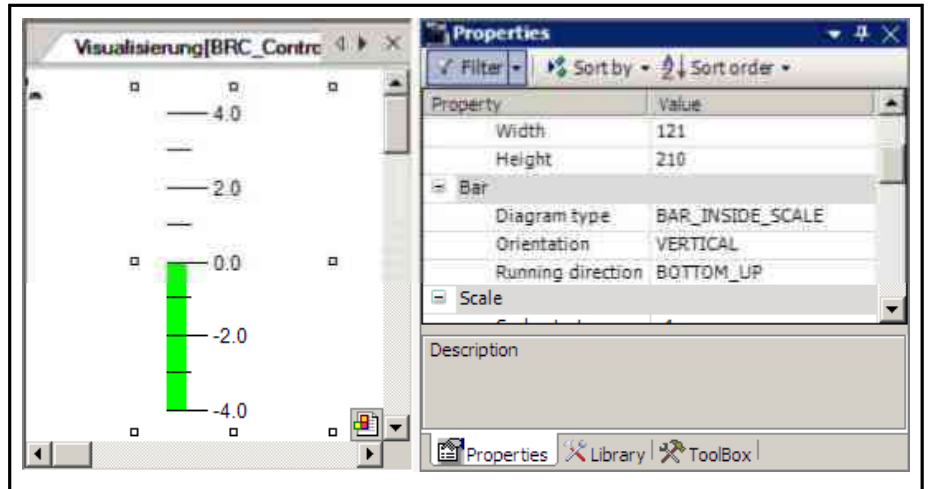 Visualisierung[BRC_Contro
4.0
2.0
0.0
-2.0
-4.0
Properties
Filter Sort by Sort order
Property Value
Width 121
Height 210
Bar
Diagram type BAR_INSIDE_SCALE
Orientation VERTICAL
Running direction BOTTOM_UP
Scale
Description
Properties Library ToolBox